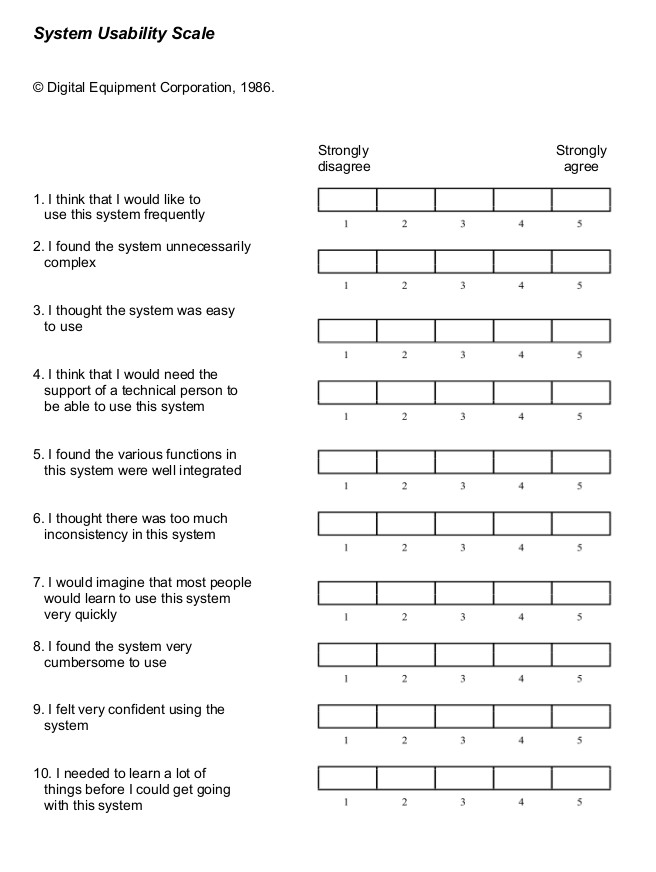 System Usability Scale
© Digital Equipment Corporation, 1986.
Strongly
disagree
Strongly
agree
1. I think that I would like to
use this system frequently
1 2 3 4 5
2. I found the system unnecessarily
complex
1 2 3 4 5
3. I thought the system was easy
to use
1 2 3 4 5
4. I think that I would need the
support of a technical person to
be able to use this system
1 2 3 4 5
5. I found the various functions in
this system were well integrated
1 2 3 4 5
6. I thought there was too much
inconsistency in this system
1 2 3 4 5
7. I would imagine that most people
would learn to use this system
very quickly
1 2 3 4 5
8. I found the system very
cumbersome to use
1 2 3 4 5
9. I felt very confident using the
system
1 2 3 4 5
10. I needed to learn a lot of
things before I could get going
with this system
1 2 3 4 5